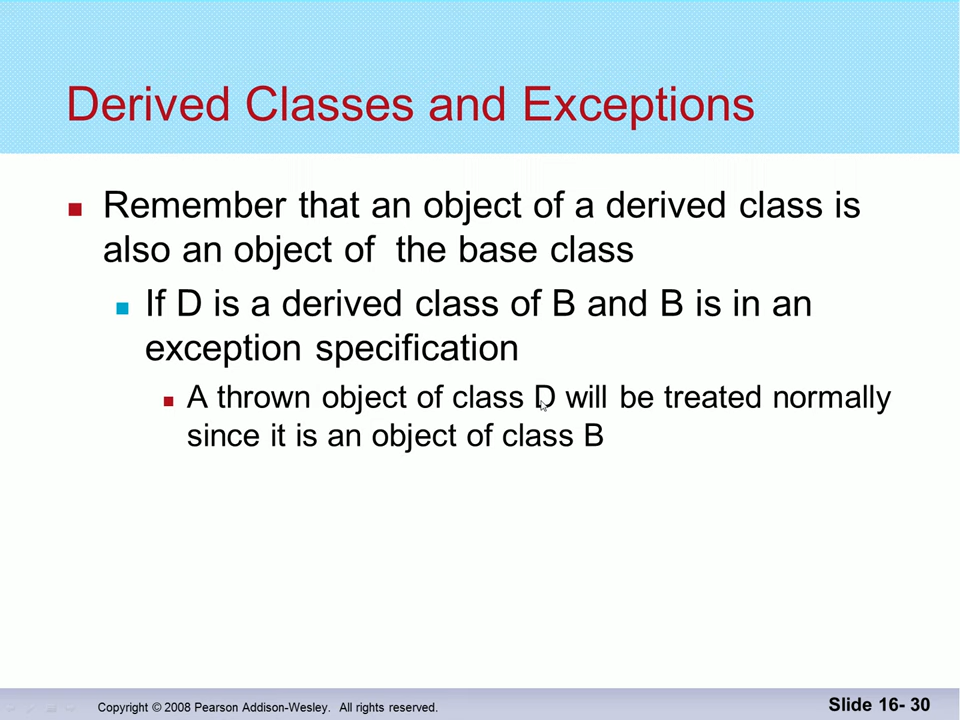 Derived Classes and Exceptions
Remember that an object of a derived class is
also an object of  the base class
If D is a derived class of B and B is in an
exception specification
A thrown object of class D will be treated normally
since it is an object of class B
Copyright © 2008 Pearson Addison-Wesley.  All rights reserved.
Slide 16- 30